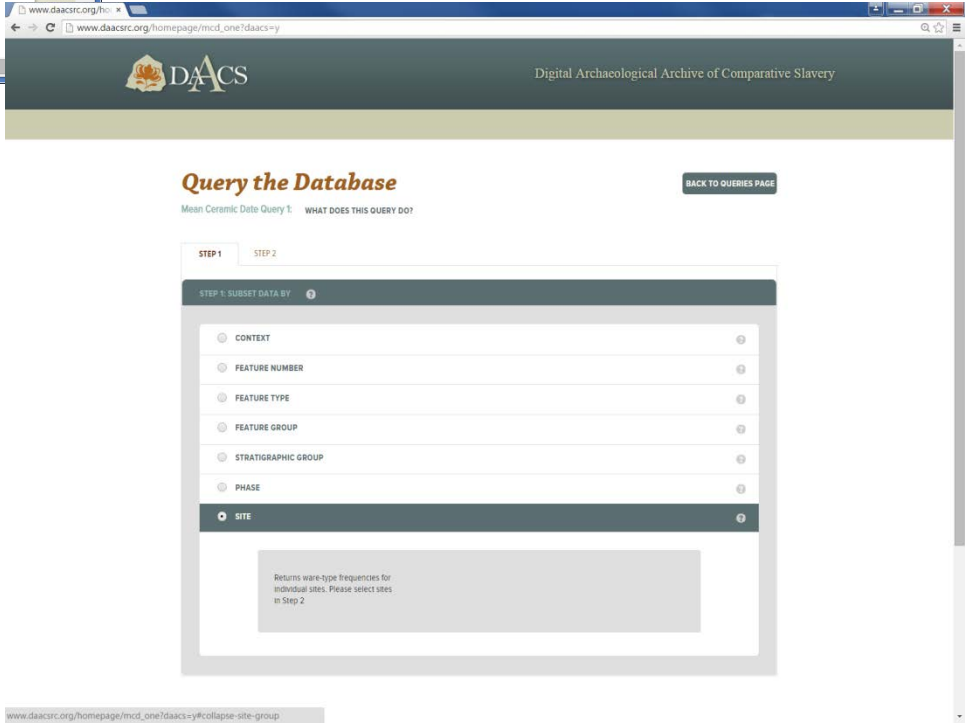 www.daacsrc.org/ho
www.daacsrc.org/homepage/mcd_one?daacs=y
DAACS
Digital Archaeological Archive of Comparative Slavery
Query the Database
BACK TO QUERIES PAGE
Mean Ceramic Date Query 1: WHAT DOES THIS QUERY DO?
STEP 1 STEP 2
STEP 1: SUBSET DATA BY ?
CONTEXT ?
FEATURE NUMBER ?
FEATURE TYPE ?
FEATURE GROUP ?
STRATIGRAPHIC GROUP ?
PHASE ?
SITE ?
Returns ware-type frequencies for
individual sites. Please select sites
in Step 2
www.daacsrc.org/homepage/mcd_one?daacs=y#collapse-site-group